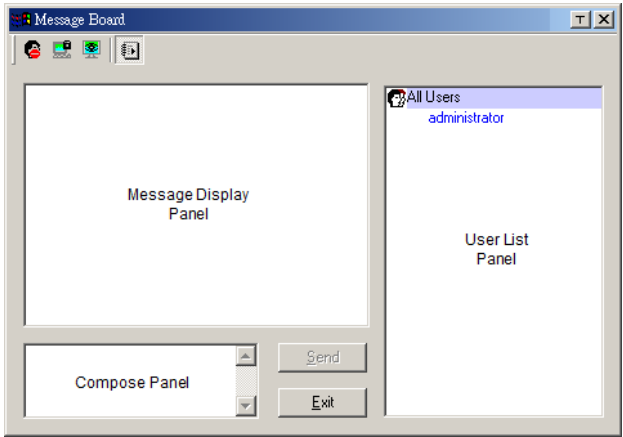 Message Board
T
All Users
administrator
Message Display
Panel
User List
Panel
Compose Panel
Send
Exit